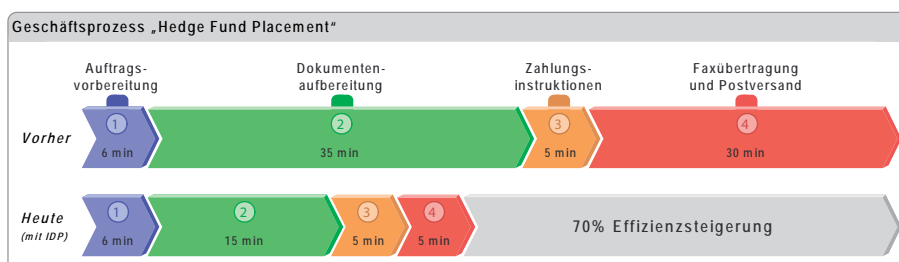 Geschäftsprozess „Hedge Fund Placement“
Auftrags-
vorbereitung
Dokumenten-
aufbereitung
Zahlungs-
instruktionen
Faxübertragung
und Postversand
Vorher
1
6 min
2
35 min
3
5 min
4
30 min
Heute
(mit IDP)
1
6 min
2
15 min
3
5 min
4
5 min
70% Effizienzsteigerung